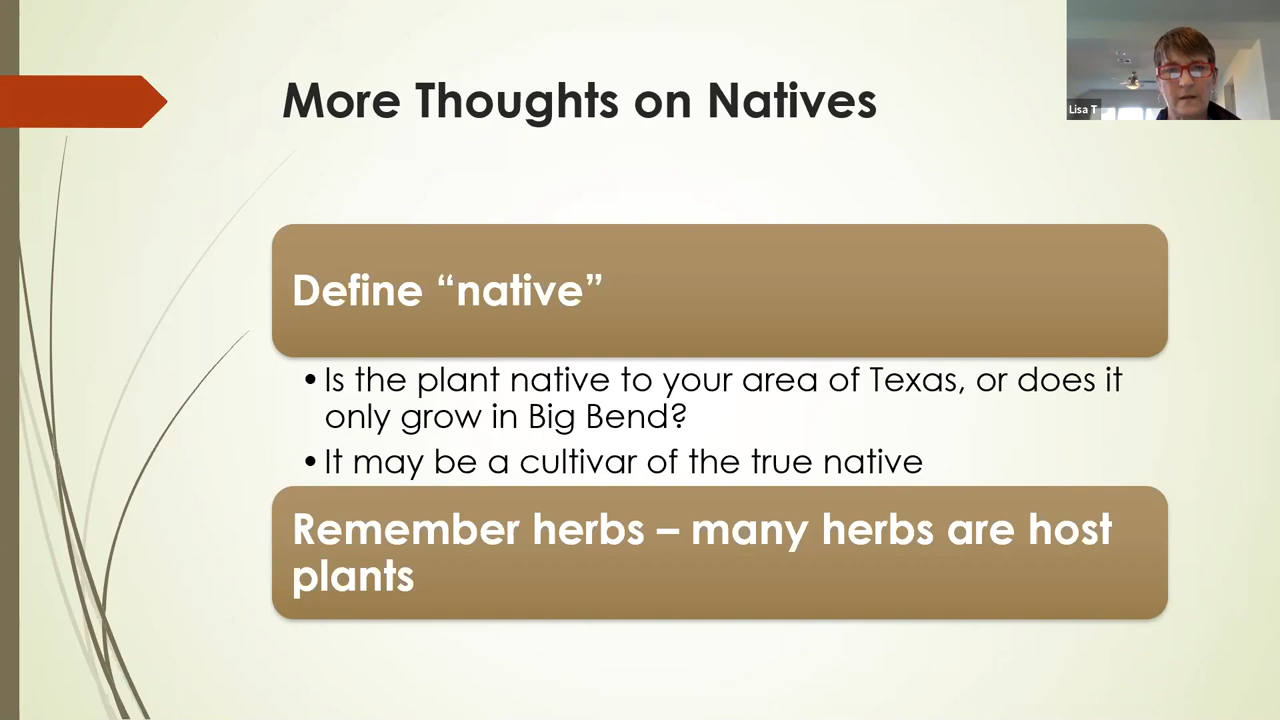 More Thoughts on Natives
Lisa T
Define “native”
•Is the plant native to your area of Texas, or does it
only grow in Big Bend?
•It may be a cultivar of the true native
Remember herbs – many herbs are host
plants